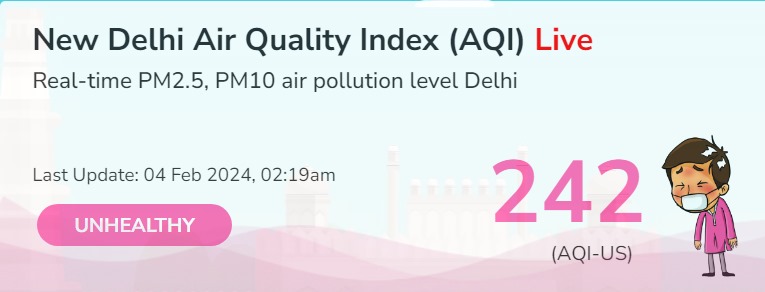 New Delhi Air Quality Index (AQI) Live
Real-time PM2.5, PM10 air pollution level Delhi
Last Update: 04 Feb 2024, 02:19am
UNHEALTHY
242
(AQI-US)